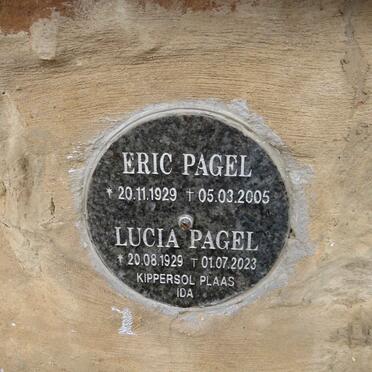 ERIC PAGEL
* 20.11.1929 † 05.03.2005
LUCIA PAGEL
* 20.08.1929 † 01.07.2023
KIPPERSOL PLAAS
IDA